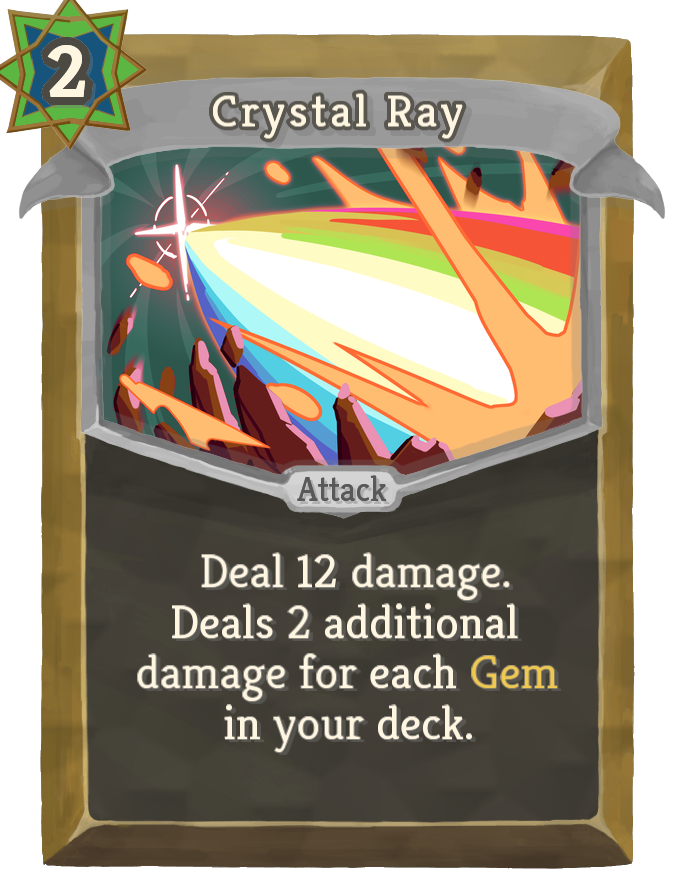 2
Crystal Ray
Attack
Deal 12 damage.
Deals 2 additional
damage for each Gem
in your deck.